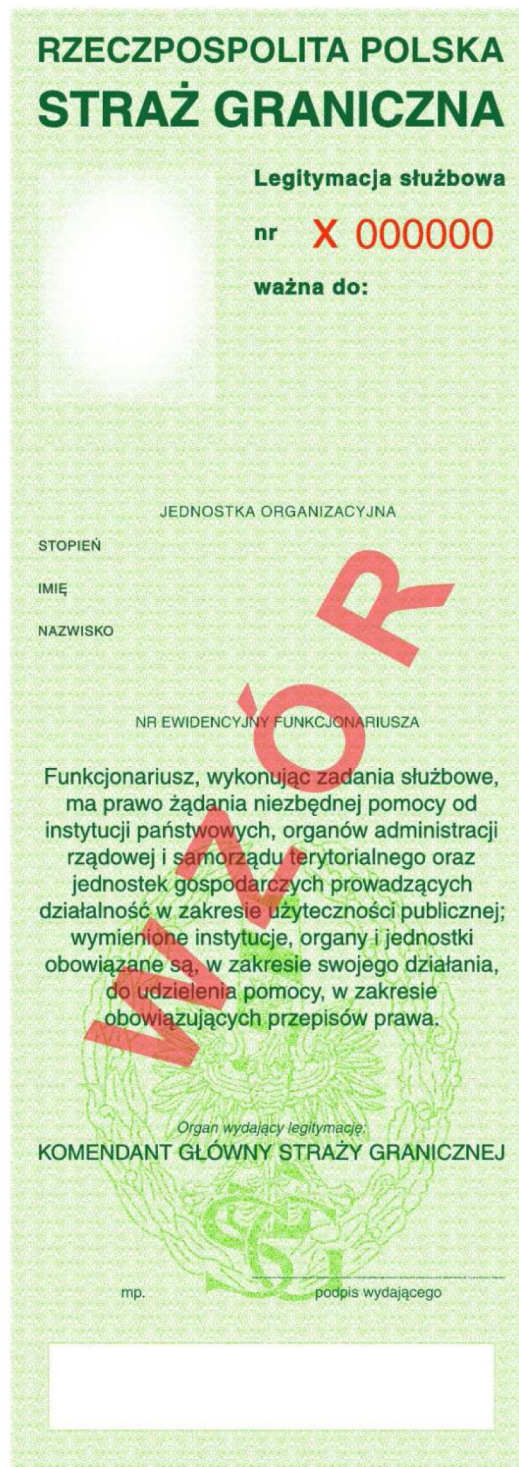 RZECZPOSPOLITA POLSKA
STRAŻ GRANICZNA
Legitymacja służbowa
nr X 000000
ważna do:
JEDNOSTKA ORGANIZACYJNA
STOPIEŃ
IMIĘ
NAZWISKO
NR EWIDENCYJNY FUNKCJONARIUSZA
Funkcjonariusz, wykonując zadania służbowe,
ma prawo żądania niezbędnej pomocy od
instytucji państwowych, organów administracji
rządowej i samorządu terytorialnego oraz
jednostek gospodarczych prowadzących
działalność w zakresie użyteczności publicznej;
wymienione instytucje, organy i jednostki
obowiązane są, w zakresie swojego działania,
do udzielenia pomocy, w zakresie
obowiązujących przepisów prawa.
WZÓR
Organ wydający legitymację:
KOMENDANT GŁÓWNY STRAŻY GRANICZNEJ
SG
mp. podpis wydającego